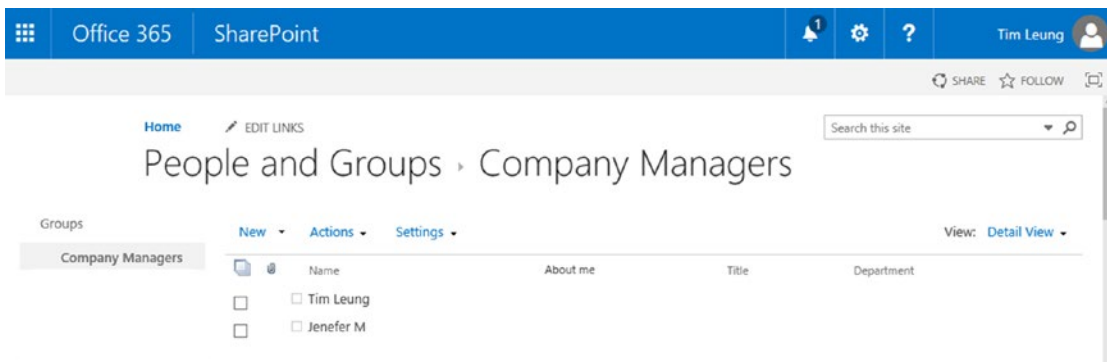 Office 365 SharePoint 1 ? Tim Leung
SHARE FOLLOW
Home EDIT LINKS Search this site
People and Groups ▸ Company Managers
Groups
New Actions Settings View: Detail View
Company Managers
Name About me Title Department
Tim Leung
Jenefer M